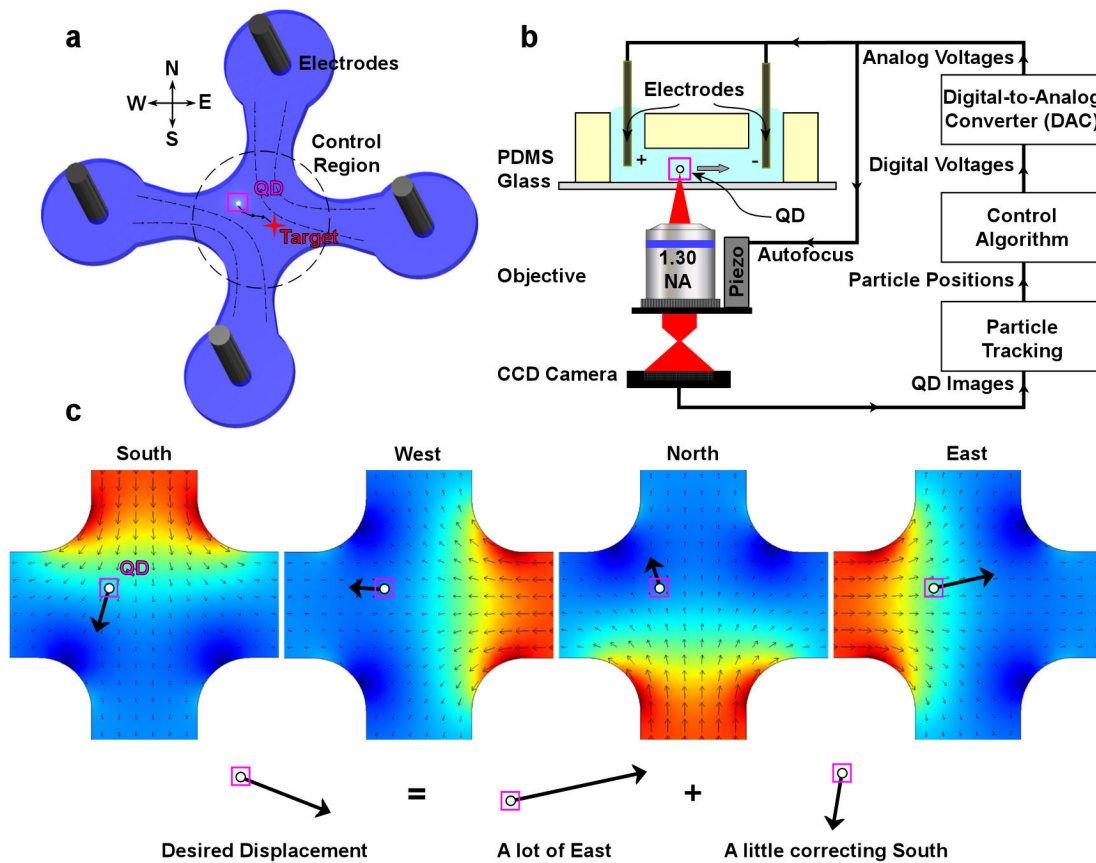 a
Electrodes
N
W
E
S
Control
Region
QD
Target
b
Analog Voltages
Electrodes
Digital-to-Analog
Converter (DAC)
PDMS
Glass
+
-
Digital Voltages
QD
Control
Algorithm
Autofocus
Objective
1.30
NA
Piezo
Particle Positions
Particle
Tracking
CCD Camera
QD Images
c
South
West
North
East
QD
=
+
Desired Displacement
A lot of East
A little correcting South